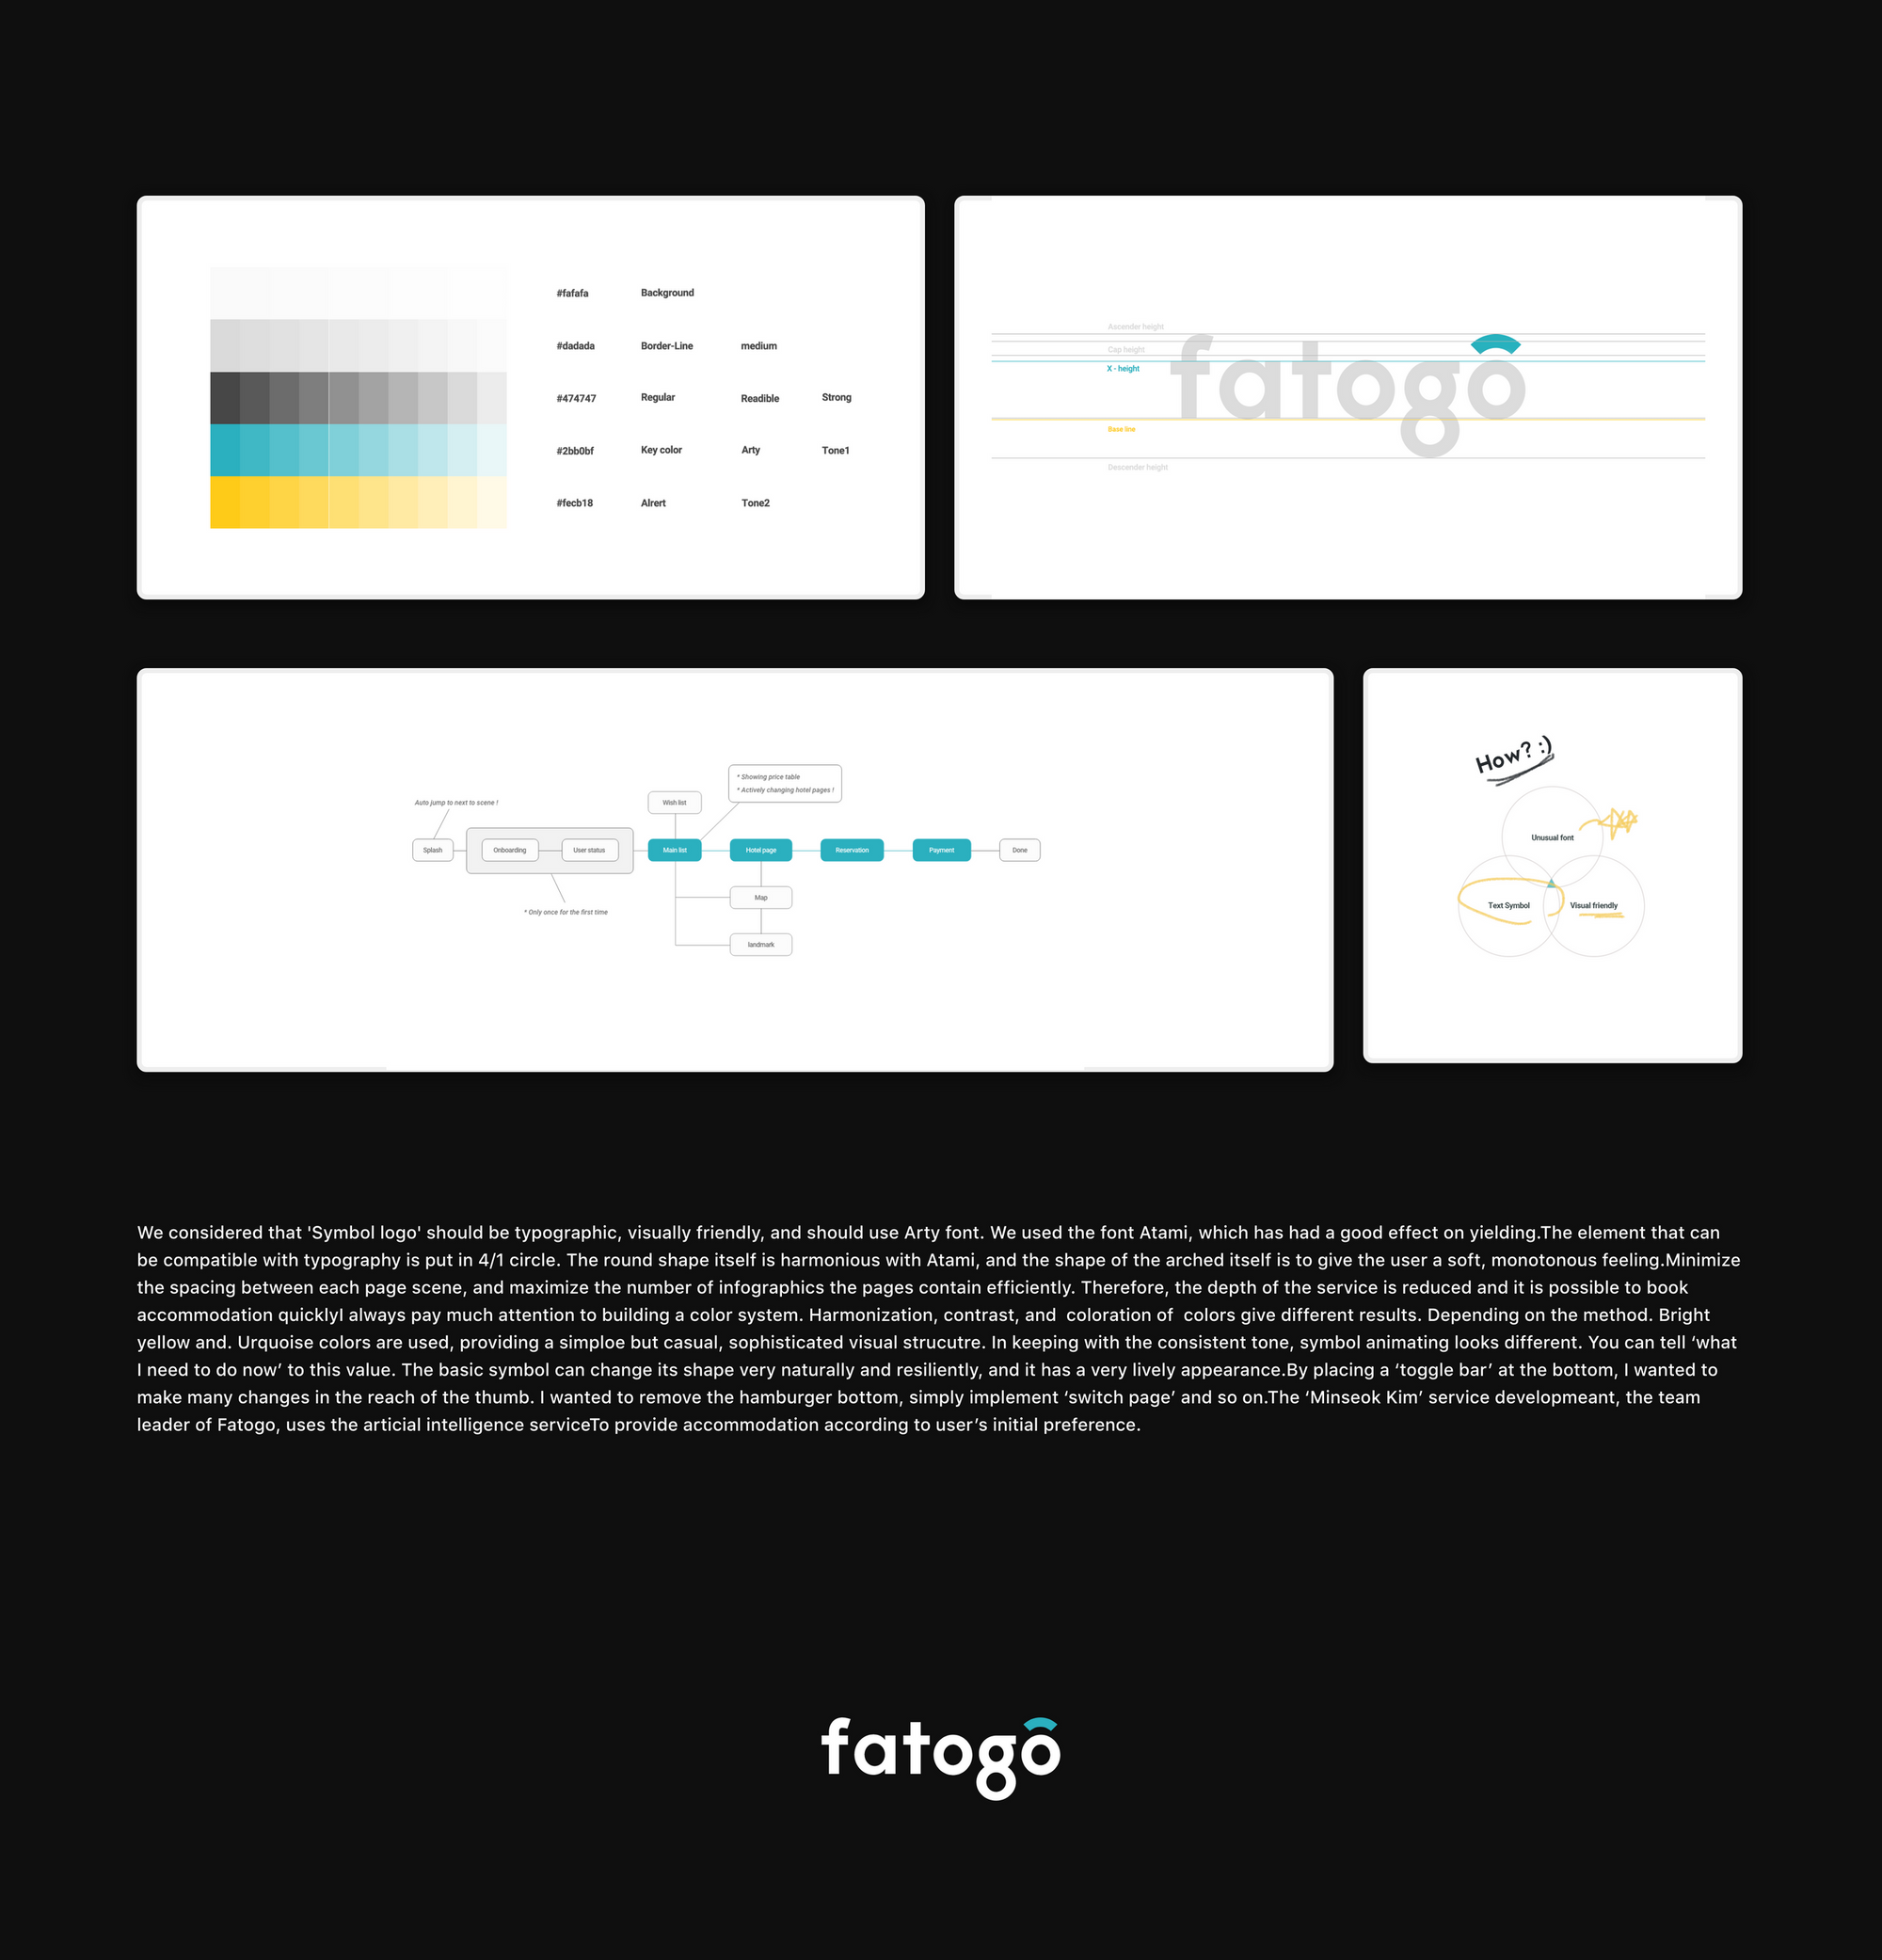 #fafafa Background
#dadada Border-Line medium
#474747 Regular Readible Strong
#2bb0bf Key color Arty Tone1
#fecb18 Alrert Tone2
Ascender height
Cap height
X - height
fatogo
Base line
Descender height
* Showing price table
* Actively changing hotel pages !
Auto jump to next to scene !
Wish list
Splash Onboarding User status Main list Hotel page Reservation Payment Done
Map
* Only once for the first time
landmark
How? :)
Unusual font
Text Symbol Visual friendly
We considered that 'Symbol logo' should be typographic, visually friendly, and should use Arty font. We used the font Atami, which has had a good effect on yielding.The element that can
be compatible with typography is put in 4/1 circle. The round shape itself is harmonious with Atami, and the shape of the arched itself is to give the user a soft, monotonous feeling.Minimize
the spacing between each page scene, and maximize the number of infographics the pages contain efficiently. Therefore, the depth of the service is reduced and it is possible to book
accommodation quicklyI always pay much attention to building a color system. Harmonization, contrast, and  coloration of  colors give different results. Depending on the method. Bright
yellow and. Urquoise colors are used, providing a simploe but casual, sophisticated visual strucutre. In keeping with the consistent tone, symbol animating looks different. You can tell ‘what
I need to do now’ to this value. The basic symbol can change its shape very naturally and resiliently, and it has a very lively appearance.By placing a ‘toggle bar’ at the bottom, I wanted to
make many changes in the reach of the thumb. I wanted to remove the hamburger bottom, simply implement ‘switch page’ and so on.The ‘Minseok Kim’ service developmeant, the team
leader of Fatogo, uses the articial intelligence serviceTo provide accommodation according to user’s initial preference.
fatogo